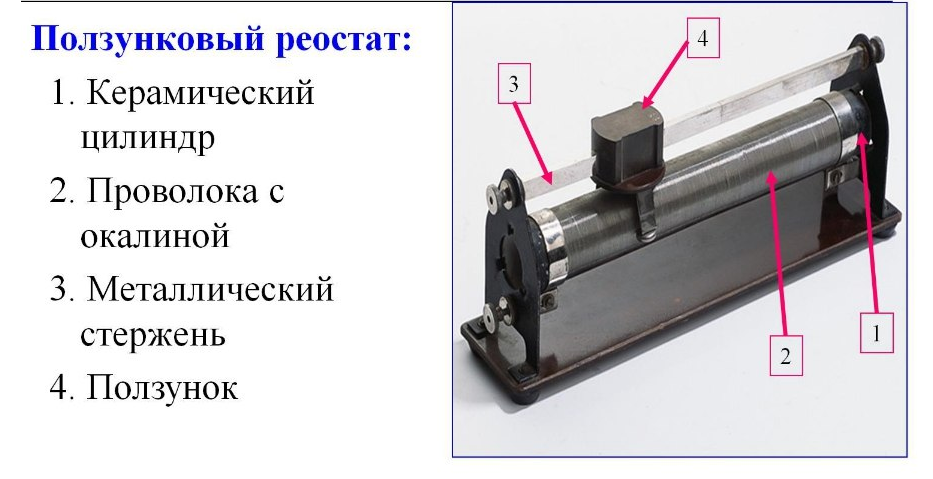 Ползунковый реостат:
1. Керамический
цилиндр
2. Проволока с
окалиной
3. Металлический
стержень
4. Ползунок
4
3
2
1